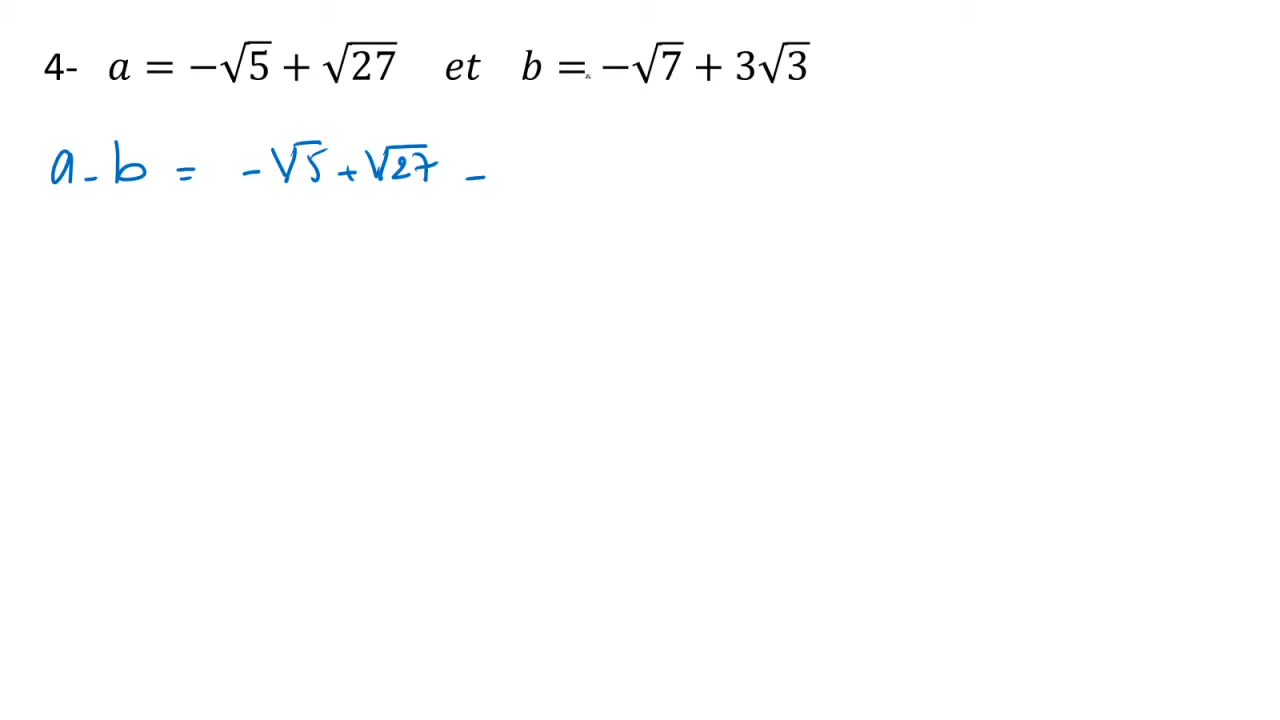 4- a = −√5 + √27 et b = −√7 + 3√3
a - b = -√5 + √27 -